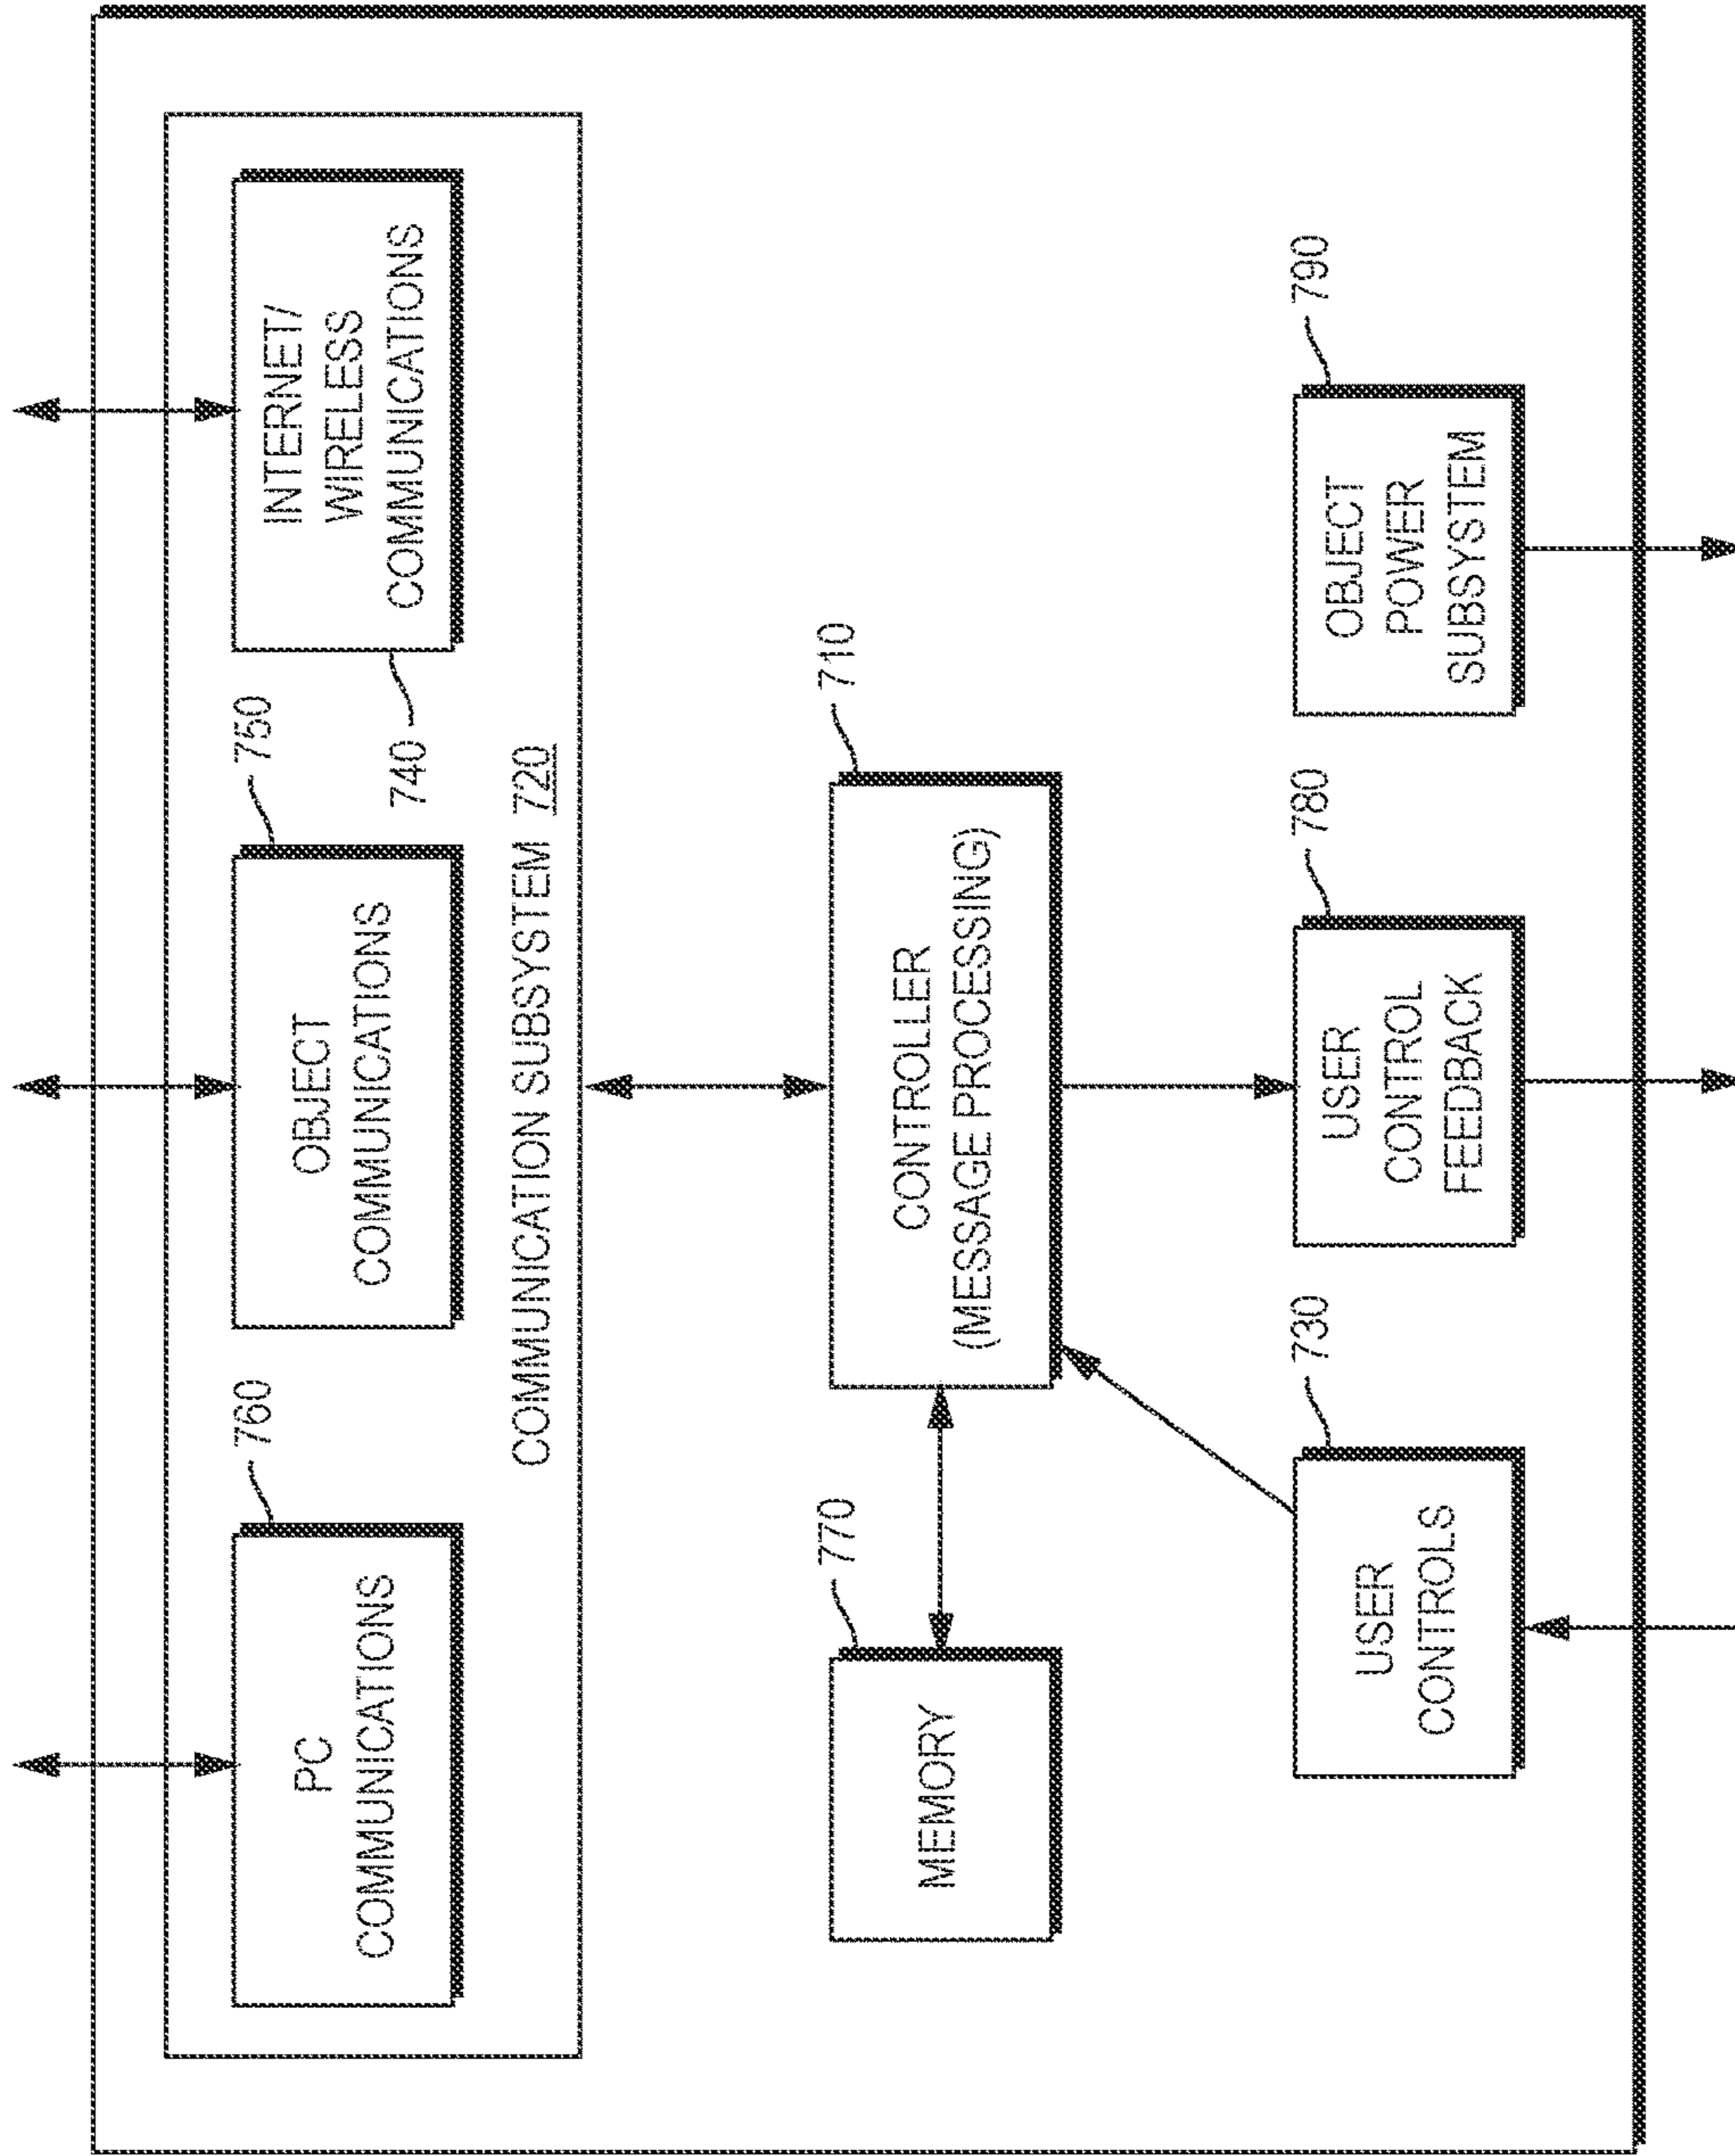 760
PC
COMMUNICATIONS
750
OBJECT
COMMUNICATIONS
INTERNET/
WIRELESS
COMMUNICATIONS
740
COMMUNICATION SUBSYSTEM 720
770
MEMORY
710
CONTROLLER
(MESSAGE PROCESSING)
730
USER
CONTROLS
780
USER
CONTROL
FEEDBACK
790
OBJECT
POWER
SUBSYSTEM